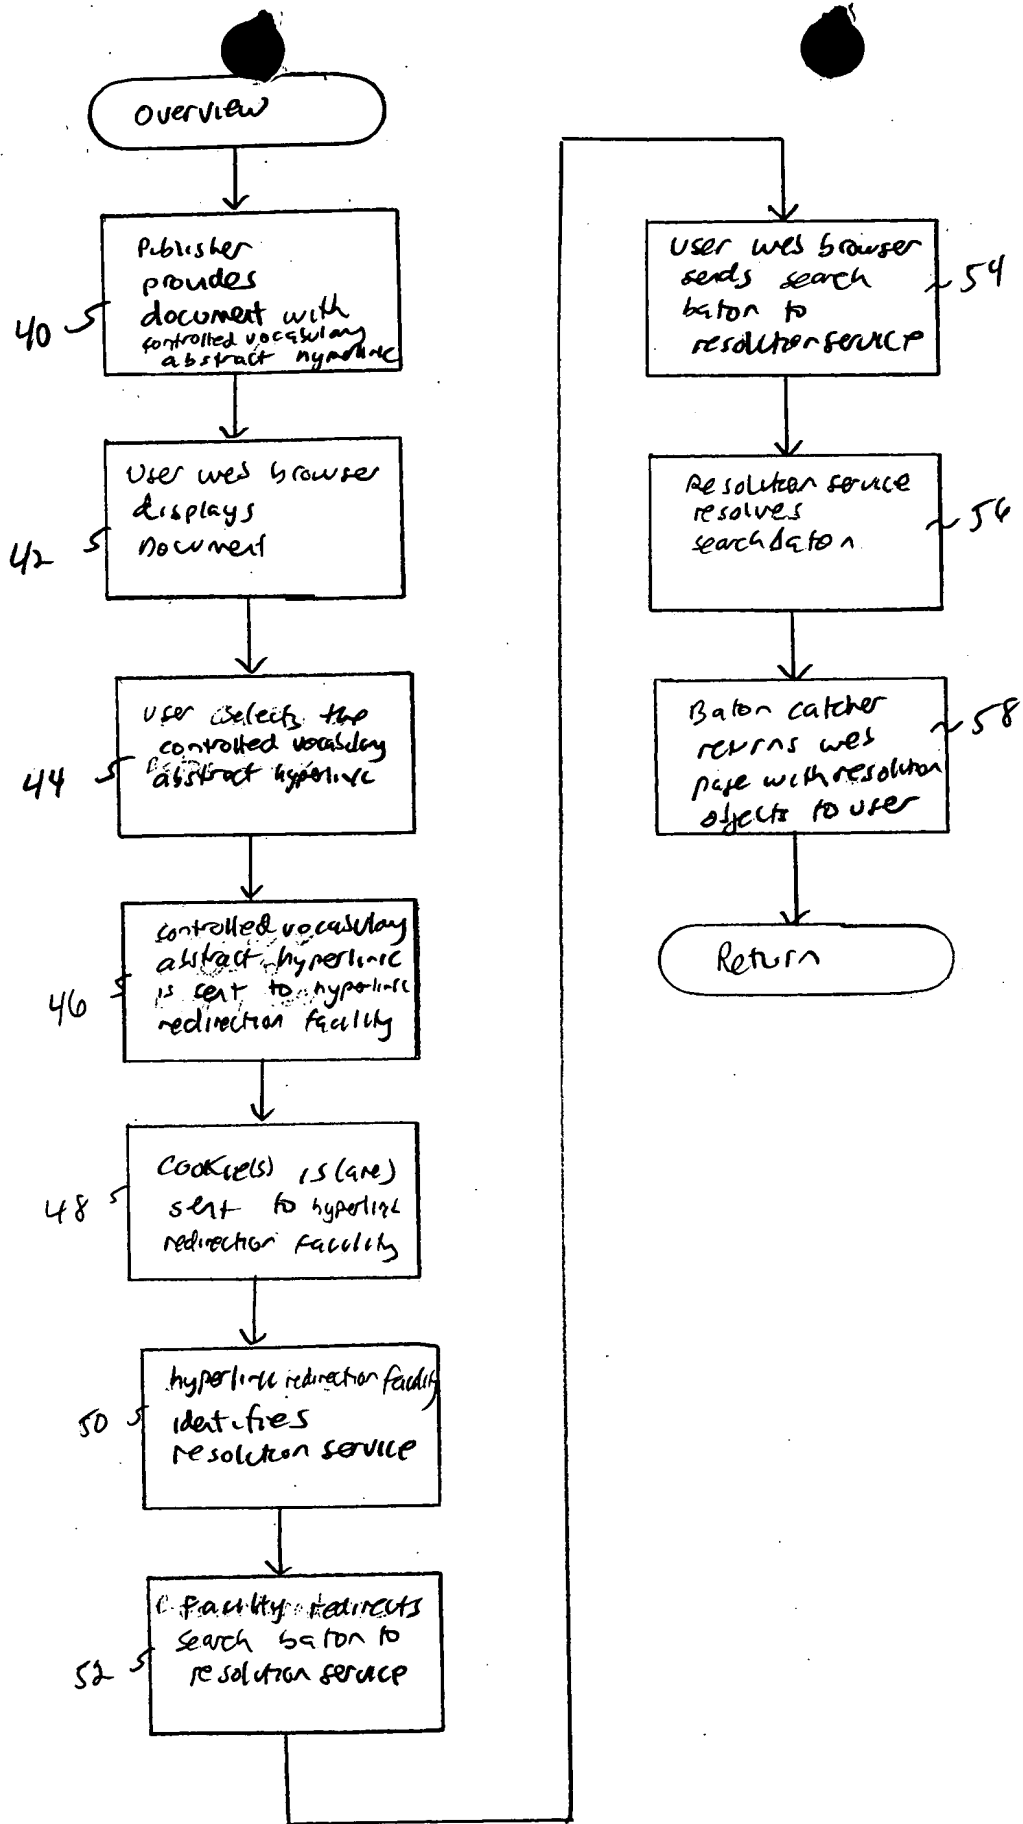 Overview
Publisher
provides
document with
controlled vocabulary
abstract hyperlink
40
User web browser
displays
Document
42
User selects the
controlled vocabulary
abstract hyperlink
44
controlled vocabulary
abstract hyperlink
is sent to hyperlink
redirection facility
46
Cookie(s) is (are)
sent to hyperlink
redirection facility
48
hyperlink redirection facility
identifies
resolution service
50
facility redirects
search baton to
resolution service
52
User web browser
sends search
baton to
resolution service
54
Resolution service
resolves
search baton
56
Baton catcher
returns web
page with resolution
objects to user
58
Return